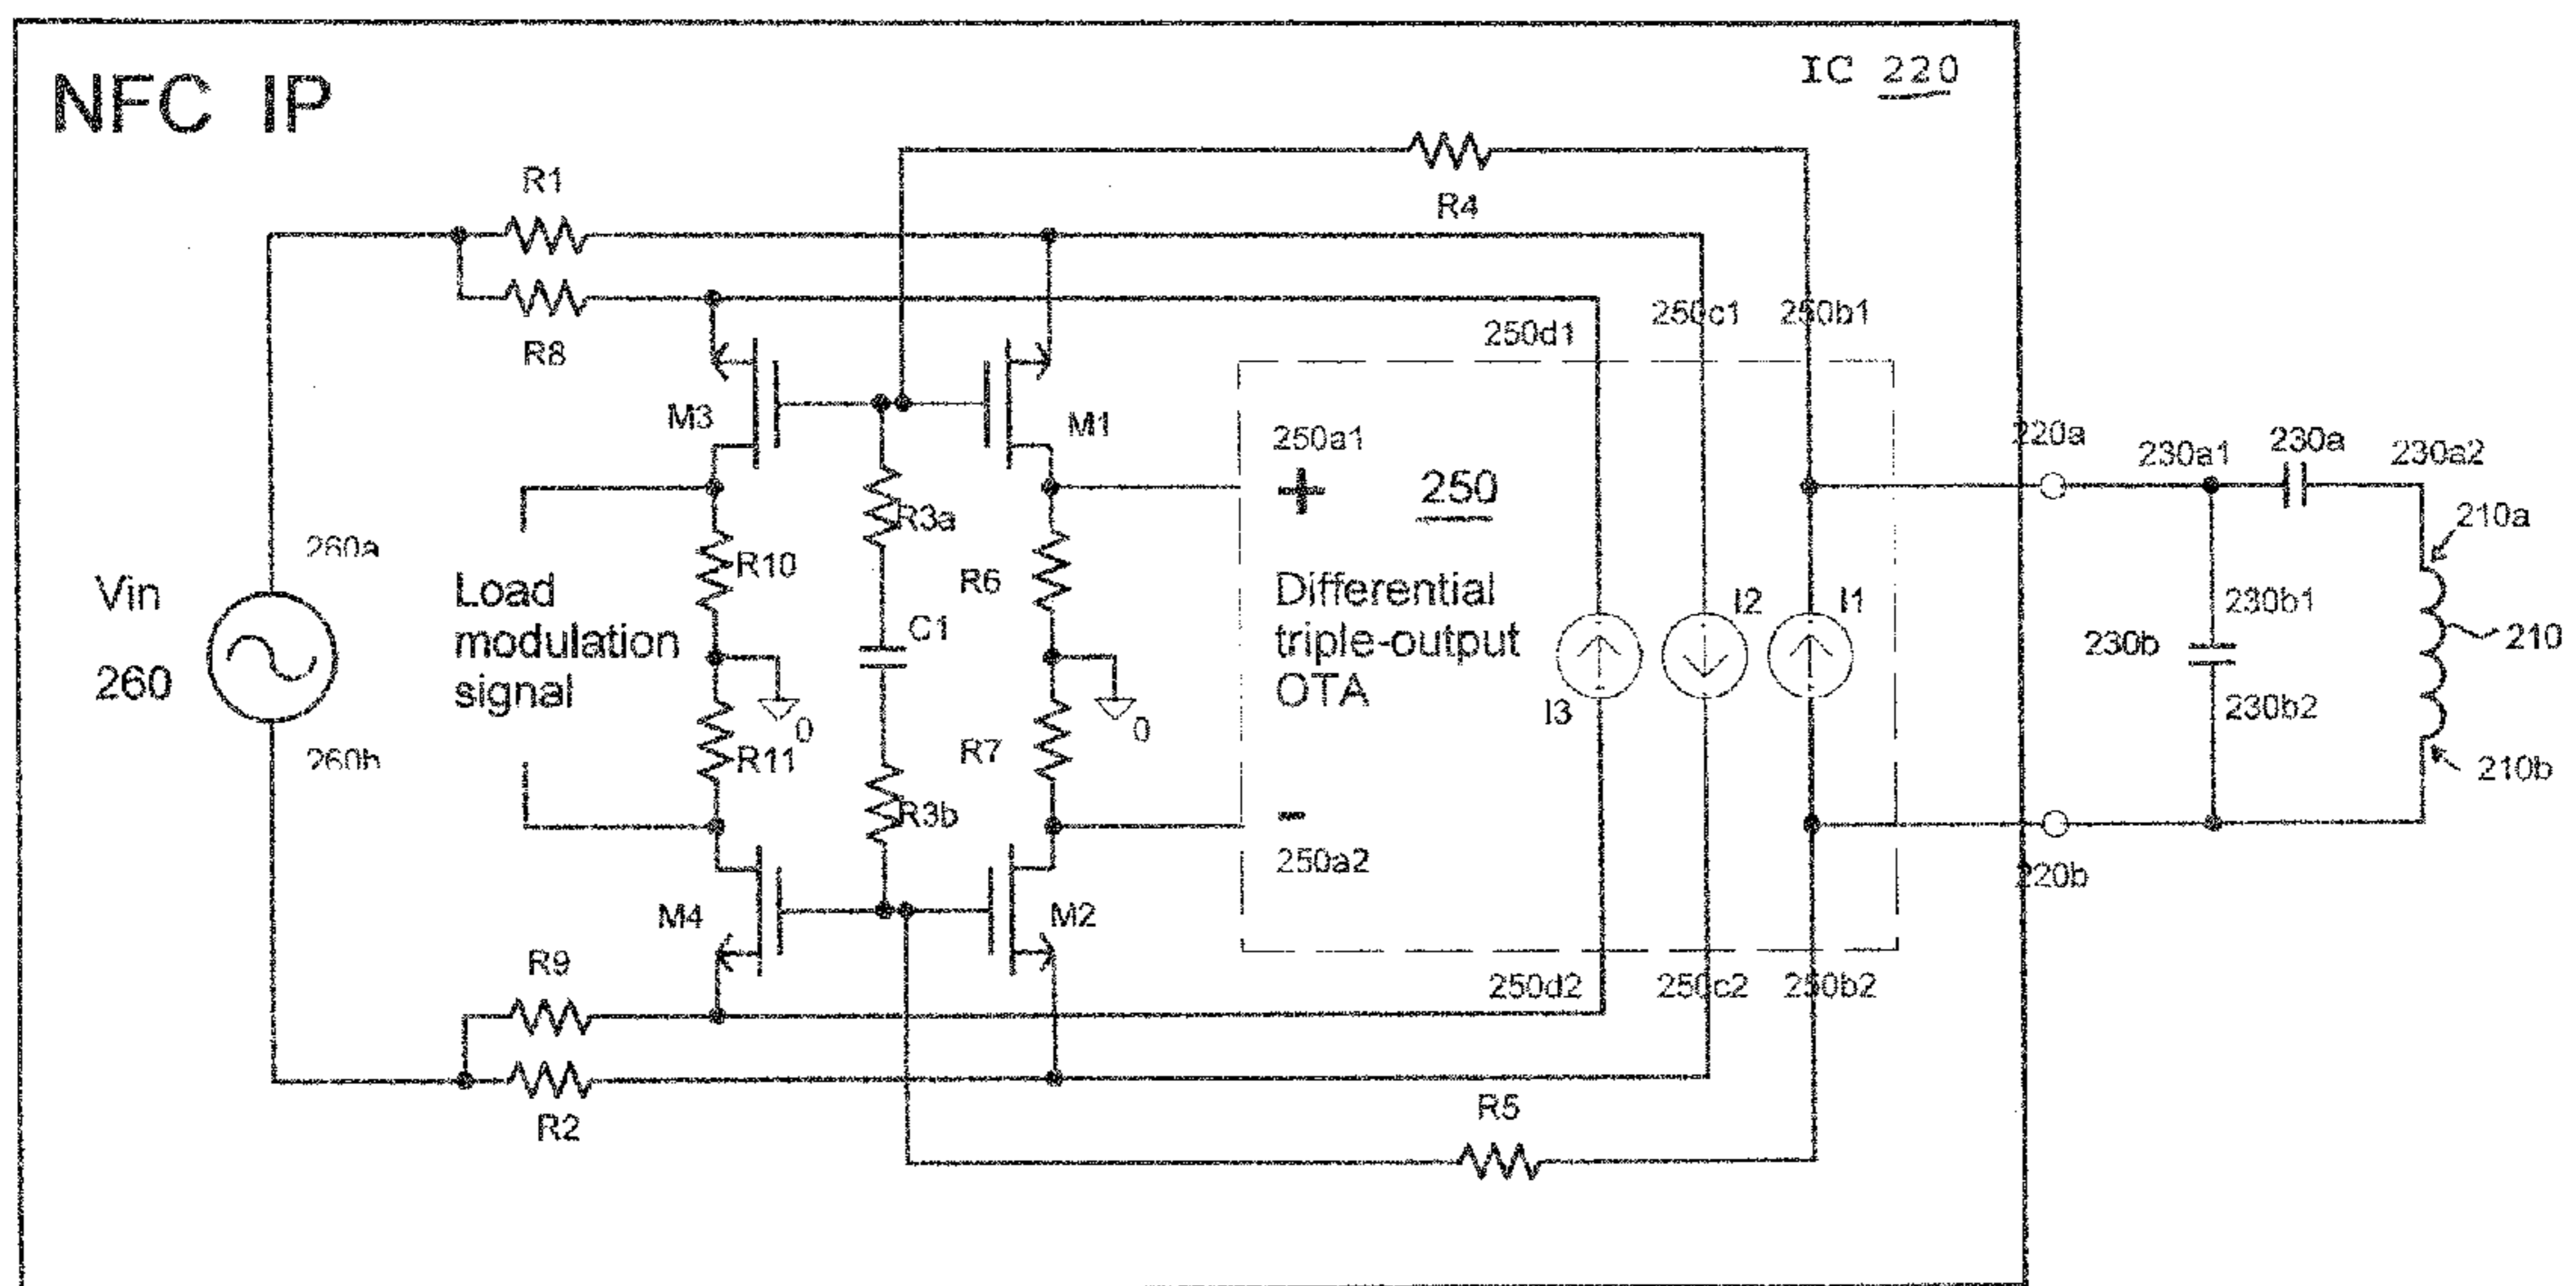 NFC IP
IC 220
R1
R4
R8
250d1
250c1
250b1
M3
M1
250a1
+
250
220a
230a1
230a
230a2
210a
R3a
260a
R10
R6
Vin
260
Load
modulation
signal
C1
Differential
triple-output
OTA
I2
I1
I3
230b1
230b
230b2
210
0
0
R11
R7
260b
210b
R3b
-
250a2
220b
M4
M2
R9
250d2
250c2
250b2
R2
R5